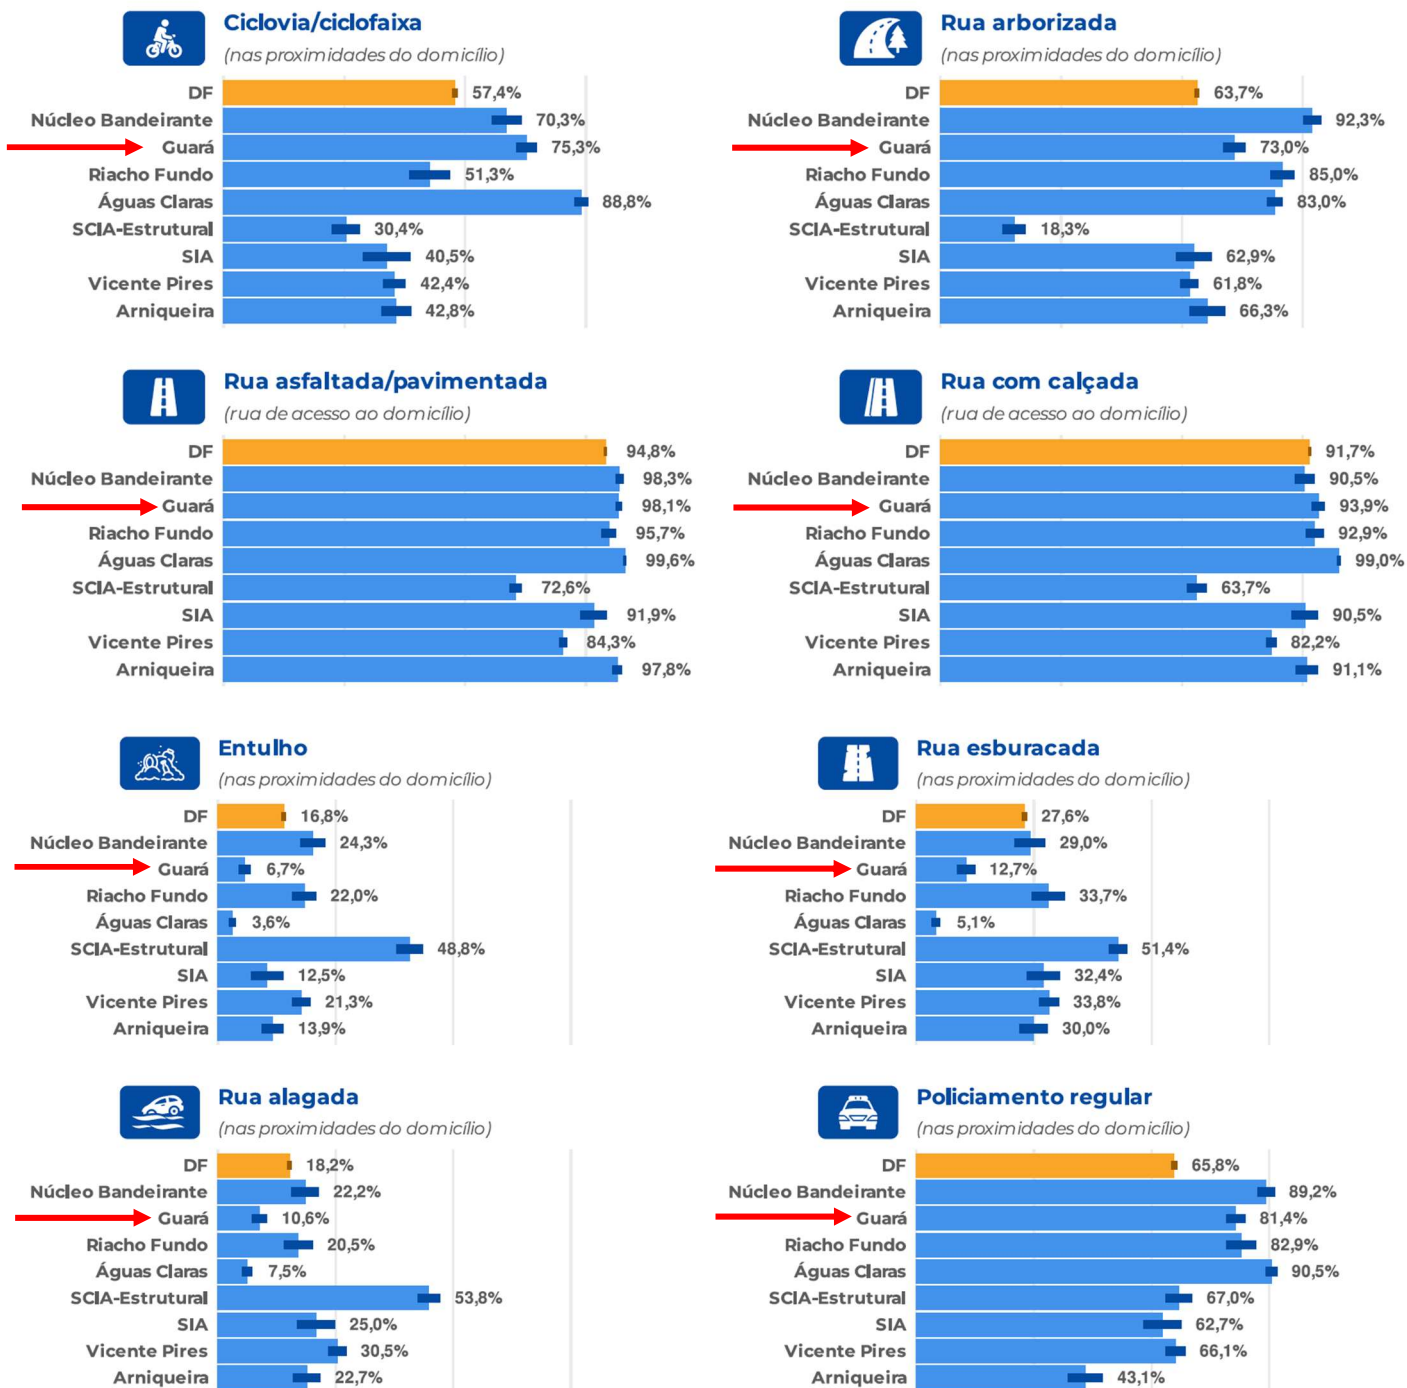 Ciclovia/ciclofaixa
(nas proximidades do domicílio)
DF 57,4%
Núcleo Bandeirante 70,3%
Guará 75,3%
Riacho Fundo 51,3%
Águas Claras 88,8%
SCIA-Estrutural 30,4%
SIA 40,5%
Vicente Pires 42,4%
Arniqueira 42,8%
Rua arborizada
(nas proximidades do domicílio)
DF 63,7%
Núcleo Bandeirante 92,3%
Guará 73,0%
Riacho Fundo 85,0%
Águas Claras 83,0%
SCIA-Estrutural 18,3%
SIA 62,9%
Vicente Pires 61,8%
Arniqueira 66,3%
Rua asfaltada/pavimentada
(rua de acesso ao domicílio)
DF 94,8%
Núcleo Bandeirante 98,3%
Guará 98,1%
Riacho Fundo 95,7%
Águas Claras 99,6%
SCIA-Estrutural 72,6%
SIA 91,9%
Vicente Pires 84,3%
Arniqueira 97,8%
Rua com calçada
(rua de acesso ao domicílio)
DF 91,7%
Núcleo Bandeirante 90,5%
Guará 93,9%
Riacho Fundo 92,9%
Águas Claras 99,0%
SCIA-Estrutural 63,7%
SIA 90,5%
Vicente Pires 82,2%
Arniqueira 91,1%
Entulho
(nas proximidades do domicílio)
DF 16,8%
Núcleo Bandeirante 24,3%
Guará 6,7%
Riacho Fundo 22,0%
Águas Claras 3,6%
SCIA-Estrutural 48,8%
SIA 12,5%
Vicente Pires 21,3%
Arniqueira 13,9%
Rua esburacada
(nas proximidades do domicílio)
DF 27,6%
Núcleo Bandeirante 29,0%
Guará 12,7%
Riacho Fundo 33,7%
Águas Claras 5,1%
SCIA-Estrutural 51,4%
SIA 32,4%
Vicente Pires 33,8%
Arniqueira 30,0%
Rua alagada
(nas proximidades do domicílio)
DF 18,2%
Núcleo Bandeirante 22,2%
Guará 10,6%
Riacho Fundo 20,5%
Águas Claras 7,5%
SCIA-Estrutural 53,8%
SIA 25,0%
Vicente Pires 30,5%
Arniqueira 22,7%
Policiamento regular
(nas proximidades do domicílio)
DF 65,8%
Núcleo Bandeirante 89,2%
Guará 81,4%
Riacho Fundo 82,9%
Águas Claras 90,5%
SCIA-Estrutural 67,0%
SIA 62,7%
Vicente Pires 66,1%
Arniqueira 43,1%